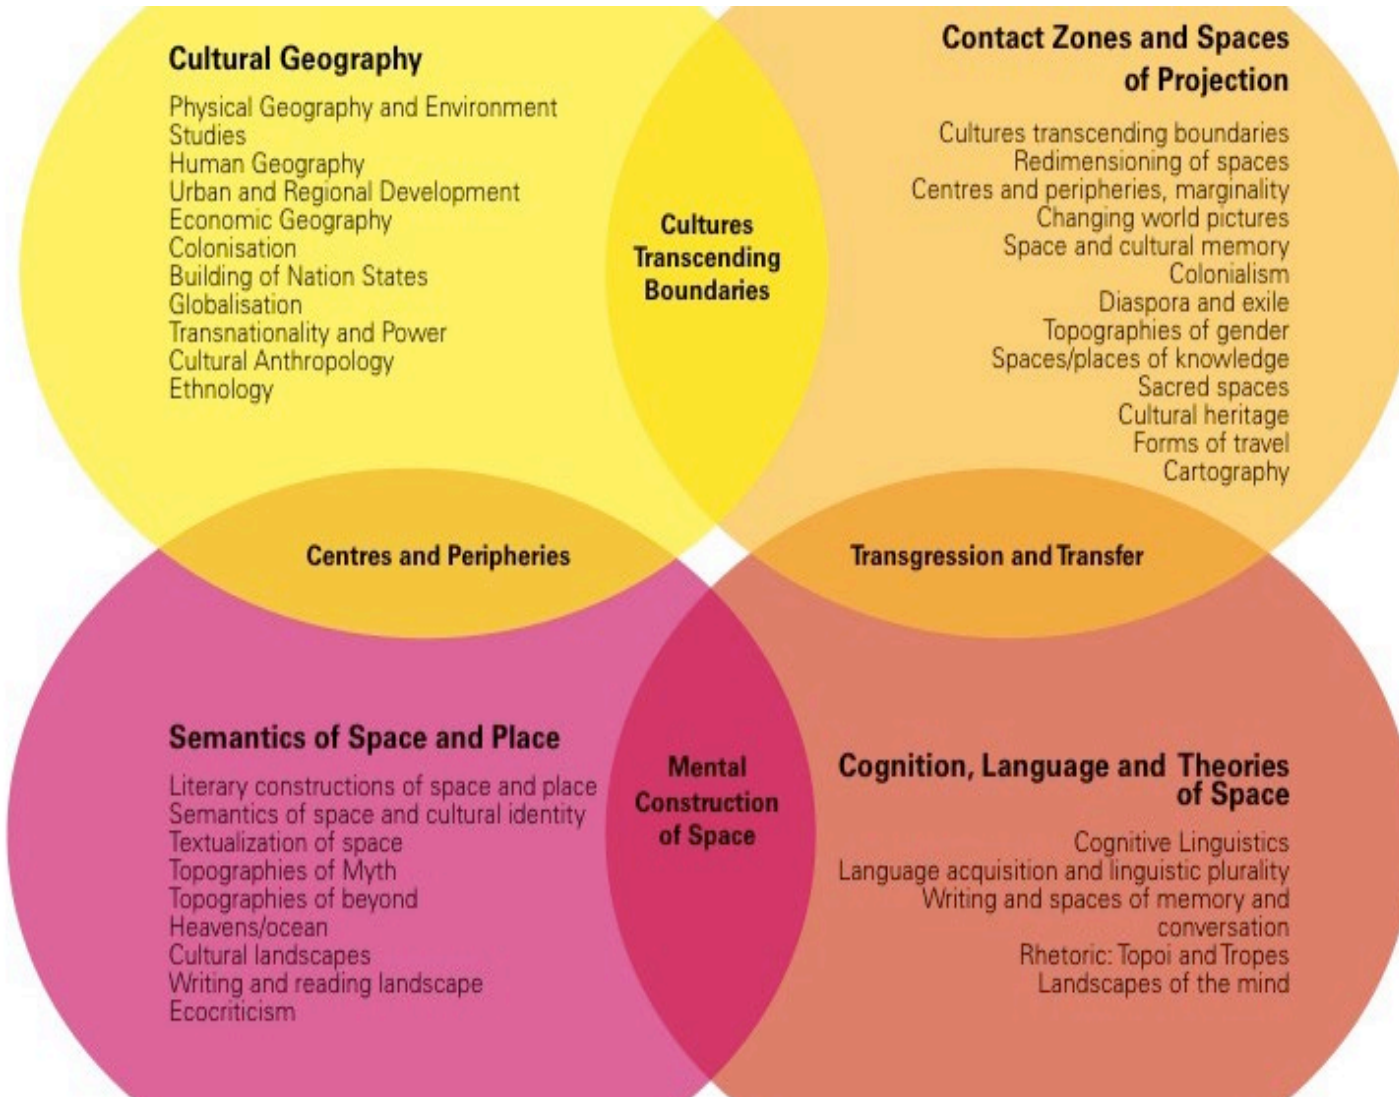 Cultural Geography
Physical Geography and Environment
Studies
Human Geography
Urban and Regional Development
Economic Geography
Colonisation
Building of Nation States
Globalisation
Transnationality and Power
Cultural Anthropology
Ethnology
Cultures
Transcending
Boundaries
Contact Zones and Spaces
of Projection
Cultures transcending boundaries
Redimensioning of spaces
Centres and peripheries, marginality
Changing world pictures
Space and cultural memory
Colonialism
Diaspora and exile
Topographies of gender
Spaces/places of knowledge
Sacred spaces
Cultural heritage
Forms of travel
Cartography
Centres and Peripheries
Transgression and Transfer
Semantics of Space and Place
Literary constructions of space and place
Semantics of space and cultural identity
Textualization of space
Topographies of Myth
Topographies of beyond
Heavens/ocean
Cultural landscapes
Writing and reading landscape
Ecocriticism
Mental
Construction
of Space
Cognition, Language and Theories
of Space
Cognitive Linguistics
Language acquisition and linguistic plurality
Writing and spaces of memory and
conversation
Rhetoric: Topoi and Tropes
Landscapes of the mind